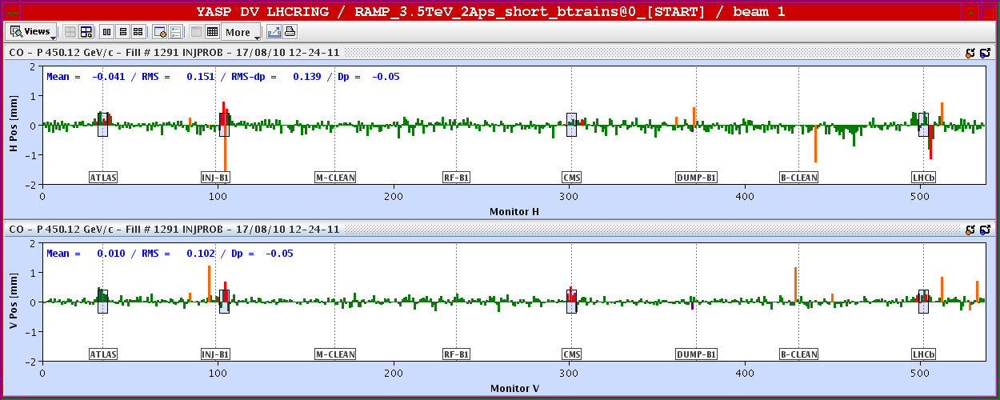 YASP DV LHCRING / RAMP_3.5TeV_2Aps_short_btrains@0_[START] / beam 1
Views More
CO - P 450.12 GeV/c - Fill # 1291 INJPROB - 17/08/10 12-24-11
Mean = -0.041 / RMS = 0.151 / RMS-dp = 0.139 / Dp = -0.05
H Pos [mm]
2
1
0
-1
-2
ATLAS INJ-B1 M-CLEAN RF-B1 CMS DUMP-B1 B-CLEAN LHCb
0 100 200 300 400 500
Monitor H
CO - P 450.12 GeV/c - Fill # 1291 INJPROB - 17/08/10 12-24-11
Mean = 0.010 / RMS = 0.102 / Dp = -0.05
V Pos [mm]
2
1
0
-1
-2
ATLAS INJ-B1 M-CLEAN RF-B1 CMS DUMP-B1 B-CLEAN LHCb
0 100 200 300 400 500
Monitor V